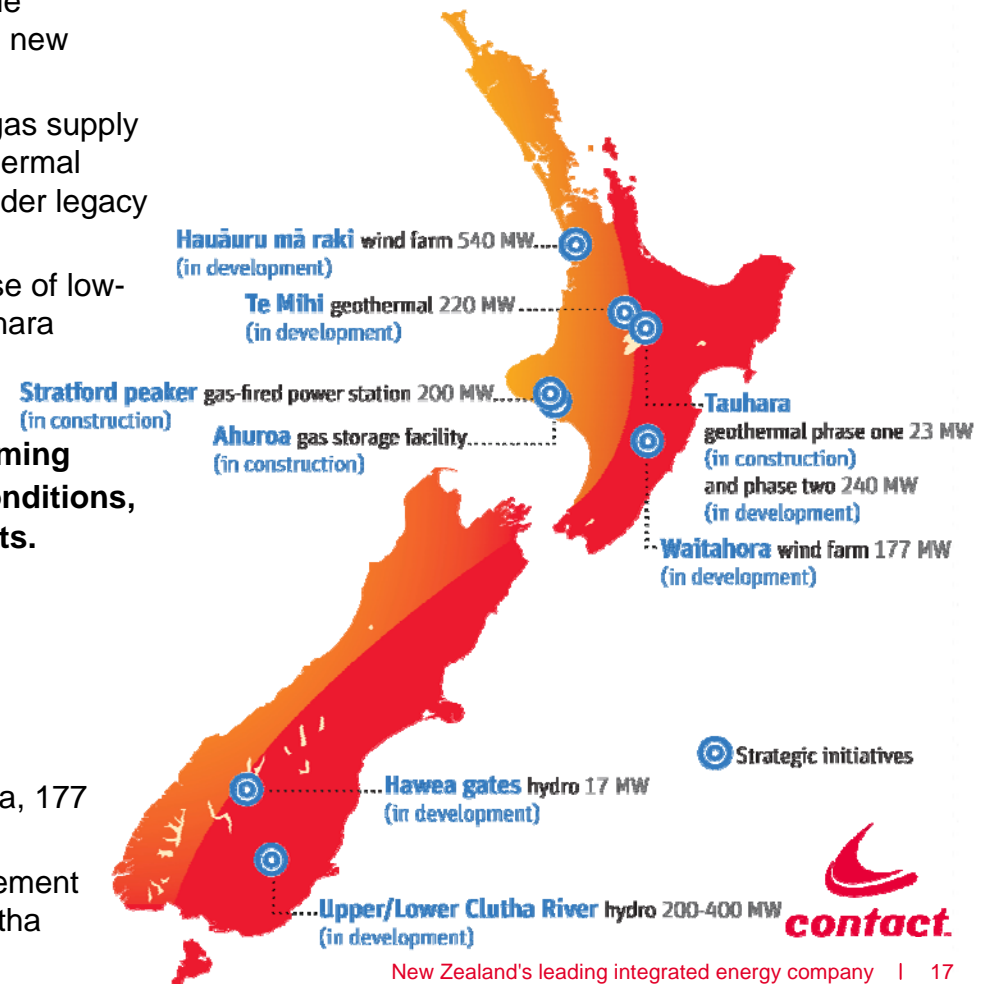 new
gas supply
hermal
der legacy
se of low-
hara
ming
onditions,
ts.
a, 177
ement
tha
Hauāuru mā raki wind farm 540 MW
(in development)
Te Mihi geothermal 220 MW
(in development)
Stratford peaker gas-fired power station 200 MW
(in construction)
Ahuroa gas storage facility
(in construction)
Tauhara
geothermal phase one 23 MW
(in construction)
and phase two 240 MW
(in development)
Waitahora wind farm 177 MW
(in development)
Strategic initiatives
Hawea gates hydro 17 MW
(in development)
Upper/Lower Clutha River hydro 200-400 MW
(in development)
contact.
New Zealand's leading integrated energy company | 17